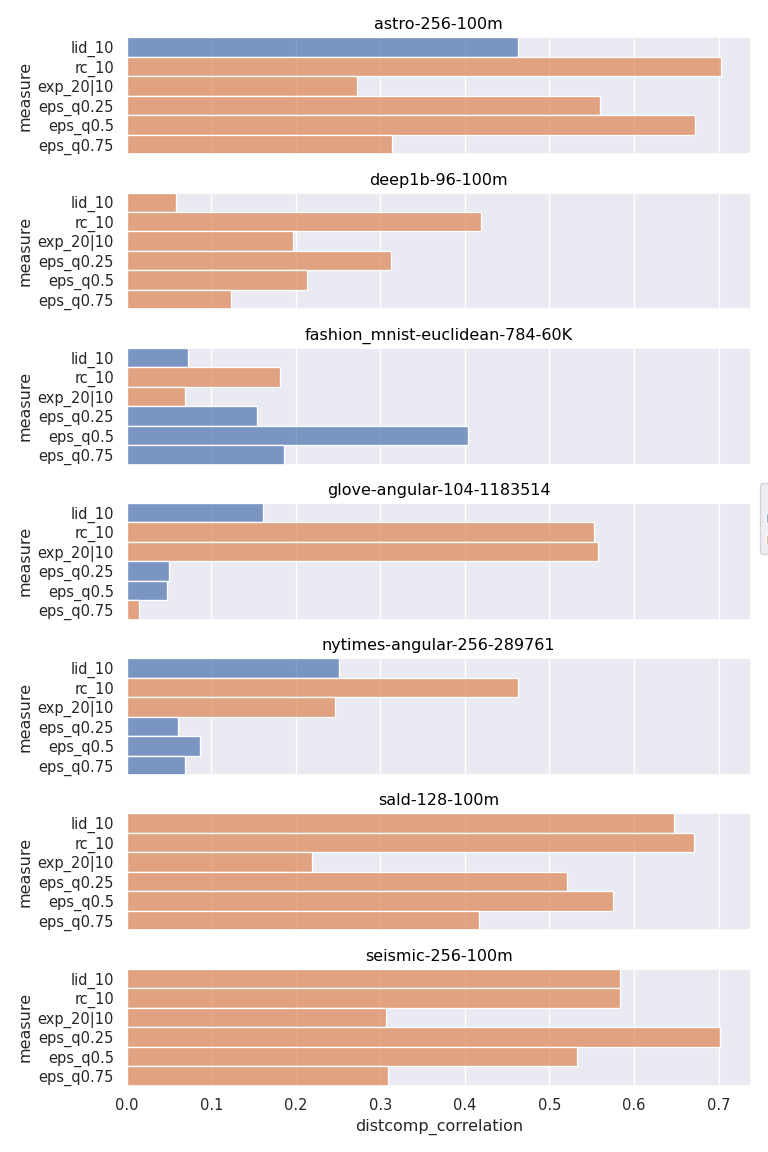 astro-256-100m
measure
lid_10
rc_10
exp_20|10
eps_q0.25
eps_q0.5
eps_q0.75
deep1b-96-100m
measure
lid_10
rc_10
exp_20|10
eps_q0.25
eps_q0.5
eps_q0.75
fashion_mnist-euclidean-784-60K
measure
lid_10
rc_10
exp_20|10
eps_q0.25
eps_q0.5
eps_q0.75
glove-angular-104-1183514
measure
lid_10
rc_10
exp_20|10
eps_q0.25
eps_q0.5
eps_q0.75
nytimes-angular-256-289761
measure
lid_10
rc_10
exp_20|10
eps_q0.25
eps_q0.5
eps_q0.75
sald-128-100m
measure
lid_10
rc_10
exp_20|10
eps_q0.25
eps_q0.5
eps_q0.75
seismic-256-100m
measure
lid_10
rc_10
exp_20|10
eps_q0.25
eps_q0.5
eps_q0.75
0.0 0.1 0.2 0.3 0.4 0.5 0.6 0.7
distcomp_correlation